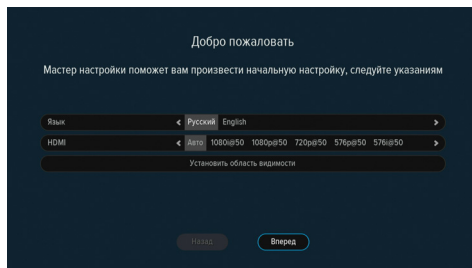 Добро пожаловать
Мастер настройки поможет вам произвести начальную настройку, следуйте указаниям
Язык < Русский English >
HDMI < Авто 1080i@50 1080p@50 720p@50 576p@50 576i@50 >
Установить область видимости
Назад Вперед